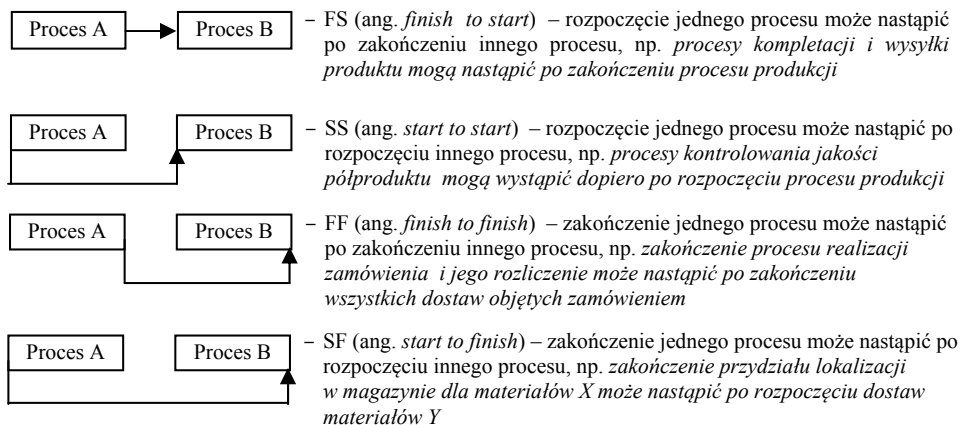 Proces A Proces B – FS (ang. finish to start) – rozpoczęcie jednego procesu może nastąpić
po zakończeniu innego procesu, np. procesy kompletacji i wysyłki
produktu mogą nastąpić po zakończeniu procesu produkcji
Proces A Proces B – SS (ang. start to start) – rozpoczęcie jednego procesu może nastąpić po
rozpoczęciu innego procesu, np. procesy kontrolowania jakości
półproduktu mogą wystąpić dopiero po rozpoczęciu procesu produkcji
Proces A Proces B – FF (ang. finish to finish) – zakończenie jednego procesu może nastąpić
po zakończeniu innego procesu, np. zakończenie procesu realizacji
zamówienia i jego rozliczenie może nastąpić po zakończeniu
wszystkich dostaw objętych zamówieniem
Proces A Proces B – SF (ang. start to finish) – zakończenie jednego procesu może nastąpić po
rozpoczęciu innego procesu, np. zakończenie przydziału lokalizacji
w magazynie dla materiałów X może nastąpić po rozpoczęciu dostaw
materiałów Y